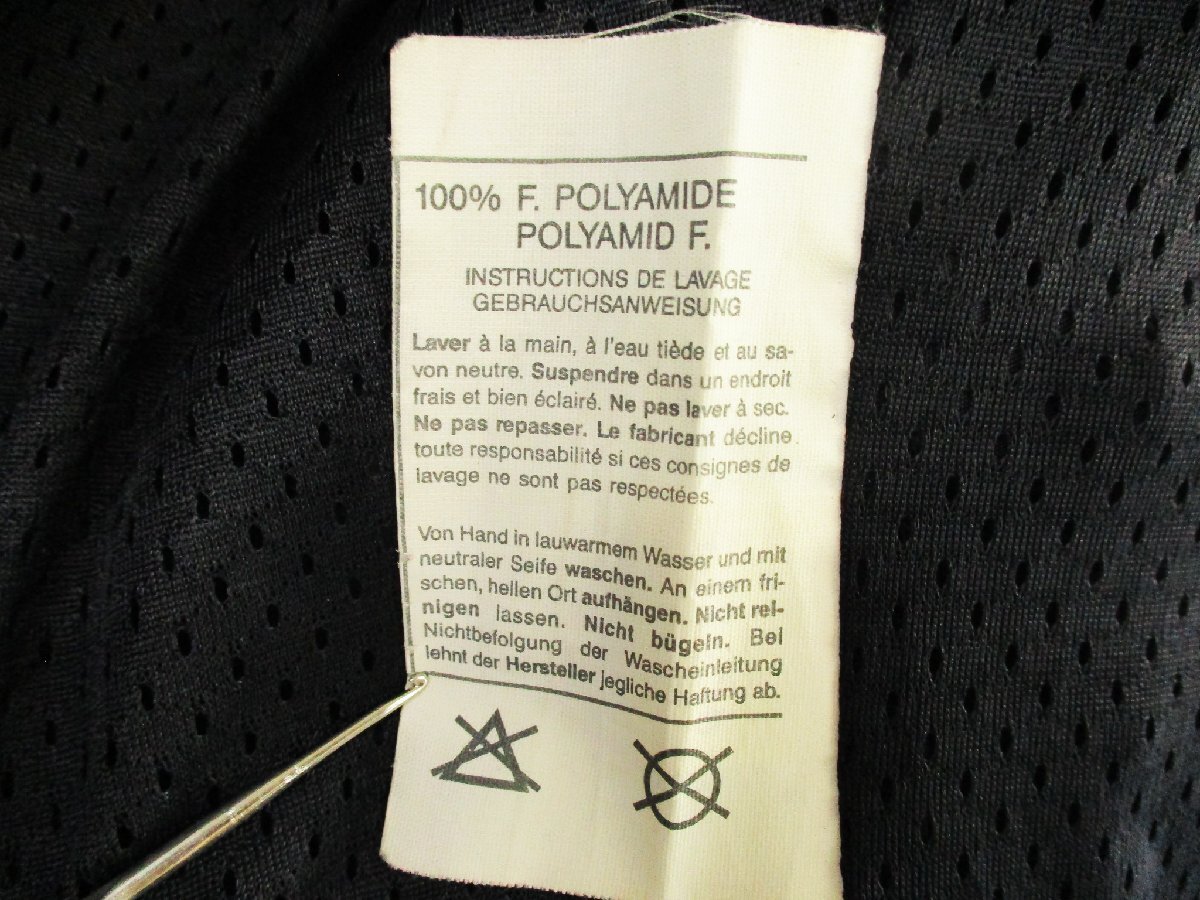 100% F. POLYAMIDE
POLYAMID F.
INSTRUCTIONS DE LAVAGE
GEBRAUCHSANWEISUNG
Laver à la main, à l'eau tiède et au sa-
von neutre. Suspendre dans un endroit
frais et bien éclairé. Ne pas laver à sec.
Ne pas repasser. Le fabricant décline
toute responsabilité si ces consignes de
lavage ne sont pas respectées.
Von Hand in lauwarmem Wasser und mit
neutraler Seife waschen. An einem fri-
schen, hellen Ort aufhängen. Nicht rei-
nigen lassen. Nicht bügeln. Bei
Nichtbefolgung der Wascheinleitung
lehnt der Hersteller jegliche Haftung ab.